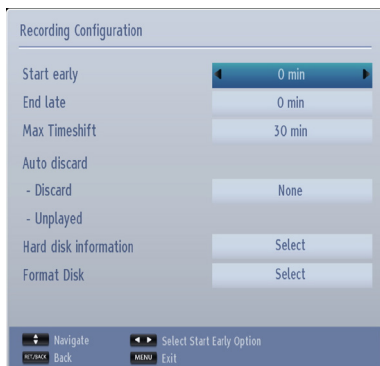 Recording Configuration
Start early 0 min
End late 0 min
Max Timeshift 30 min
Auto discard
- Discard None
- Unplayed
Hard disk information Select
Format Disk Select
Navigate Select Start Early Option
RET/BACK Back MENU Exit